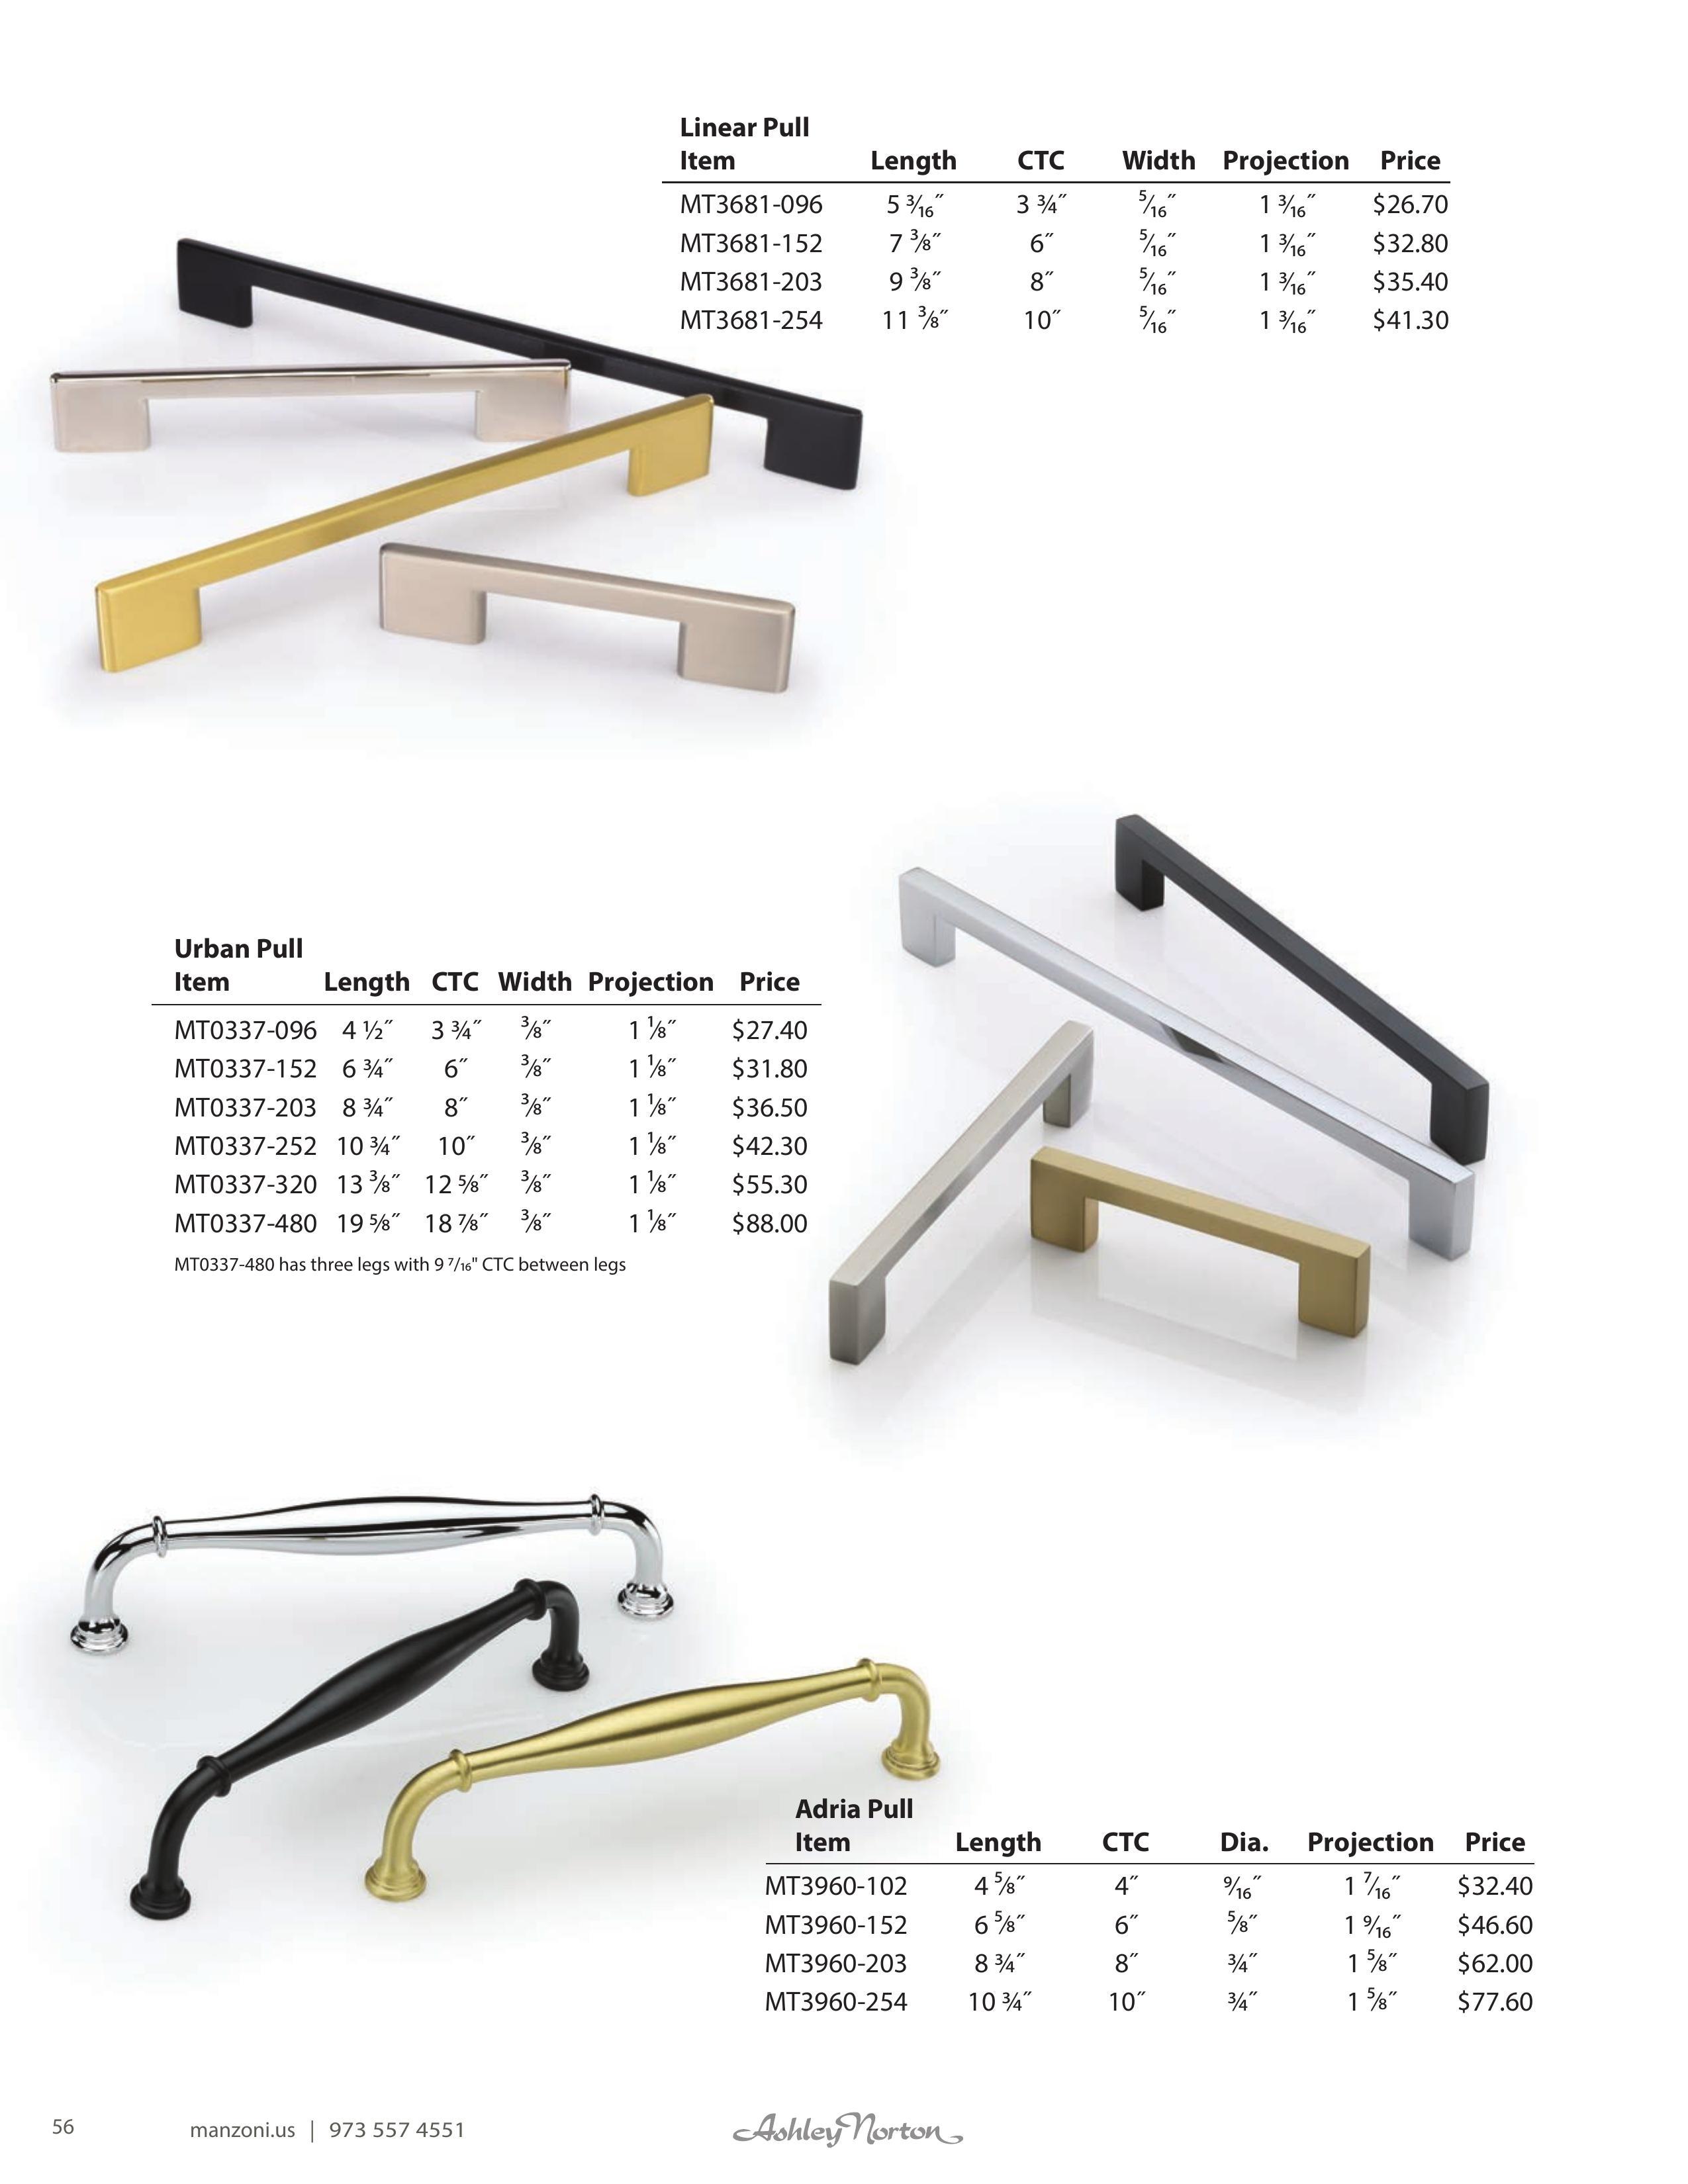 Linear Pull
Item Length CTC Width Projection Price
MT3681-096 5 3⁄16″ 3 ¾″ 5⁄16″ 1 3⁄16″ $26.70
MT3681-152 7 ⅜″ 6″ 5⁄16″ 1 3⁄16″ $32.80
MT3681-203 9 ⅜″ 8″ 5⁄16″ 1 3⁄16″ $35.40
MT3681-254 11 ⅜″ 10″ 5⁄16″ 1 3⁄16″ $41.30
Urban Pull
Item Length CTC Width Projection Price
MT0337-096 4 ½″ 3 ¾″ ⅜″ 1 ⅛″ $27.40
MT0337-152 6 ¾″ 6″ ⅜″ 1 ⅛″ $31.80
MT0337-203 8 ¾″ 8″ ⅜″ 1 ⅛″ $36.50
MT0337-252 10 ¾″ 10″ ⅜″ 1 ⅛″ $42.30
MT0337-320 13 ⅜″ 12 ⅝″ ⅜″ 1 ⅛″ $55.30
MT0337-480 19 ⅝″ 18 ⅞″ ⅜″ 1 ⅛″ $88.00
MT0337-480 has three legs with 9 7⁄16" CTC between legs
Adria Pull
Item Length CTC Dia. Projection Price
MT3960-102 4 ⅝″ 4″ 9⁄16″ 1 7⁄16″ $32.40
MT3960-152 6 ⅝″ 6″ ⅝″ 1 9⁄16″ $46.60
MT3960-203 8 ¾″ 8″ ¾″ 1 ⅝″ $62.00
MT3960-254 10 ¾″ 10″ ¾″ 1 ⅝″ $77.60
56 manzoni.us | 973 557 4551 Ashley Norton